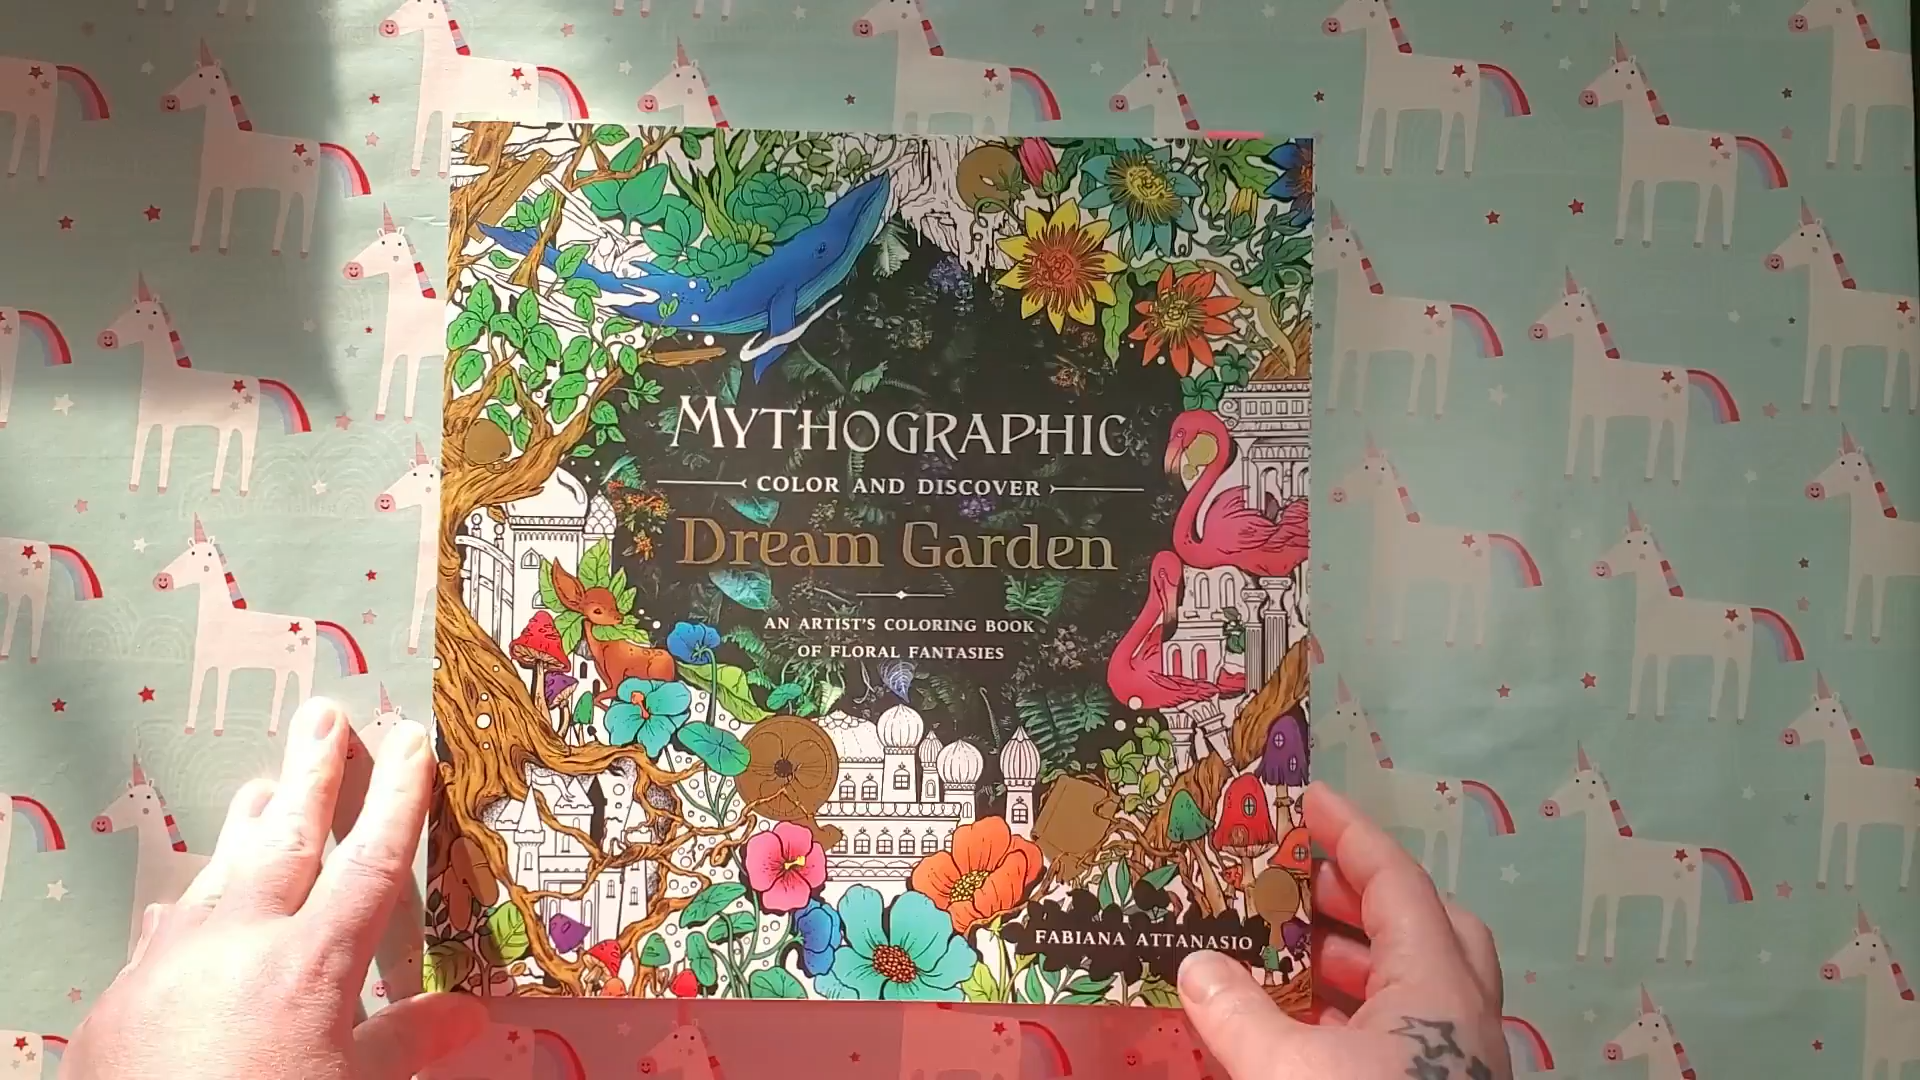 MYTHOGRAPHIC
COLOR AND DISCOVER
Dream Garden
AN ARTIST'S COLORING BOOK
OF FLORAL FANTASIES
FABIANA ATTANASIO